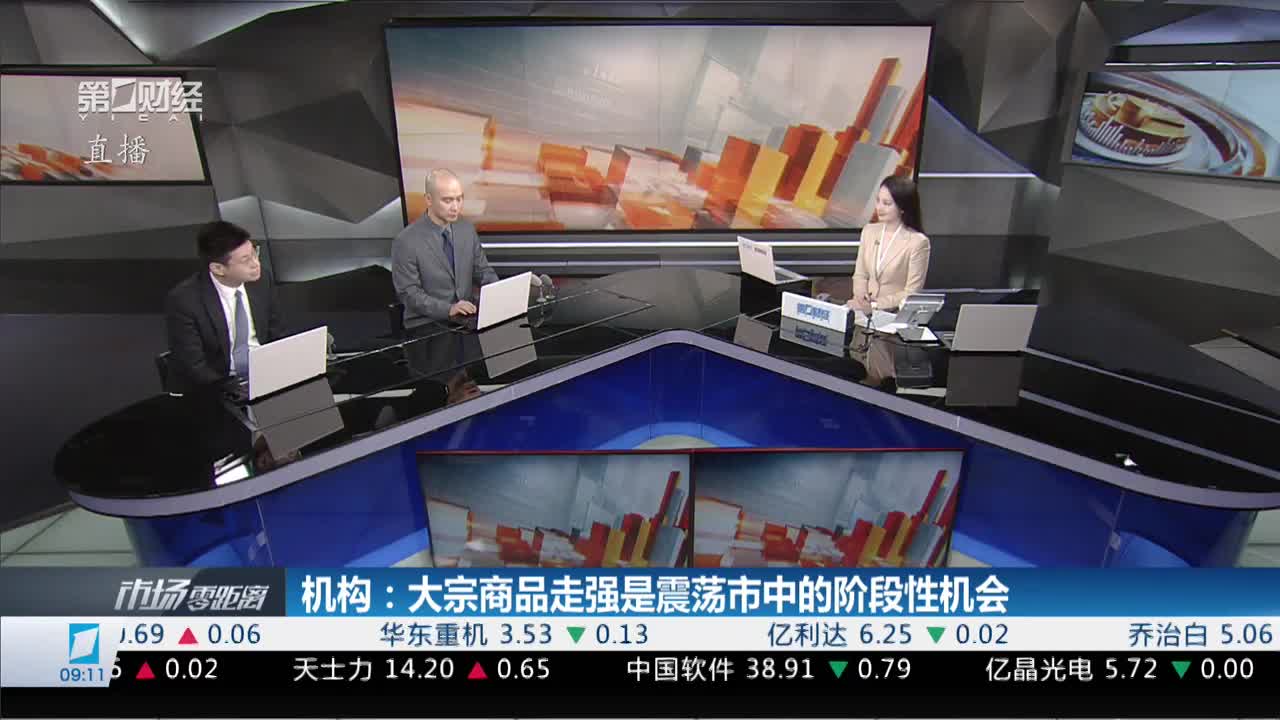 第一财经
YICAI
直播
第一财经
市场零距离
机构：大宗商品走强是震荡市中的阶段性机会
.69 ▲ 0.06 华东重机 3.53 ▼ 0.13 亿利达 6.25 ▼ 0.02 乔治白 5.06
09:11
▲ 0.02 天士力 14.20 ▲ 0.65 中国软件 38.91 ▼ 0.79 亿晶光电 5.72 ▼ 0.00